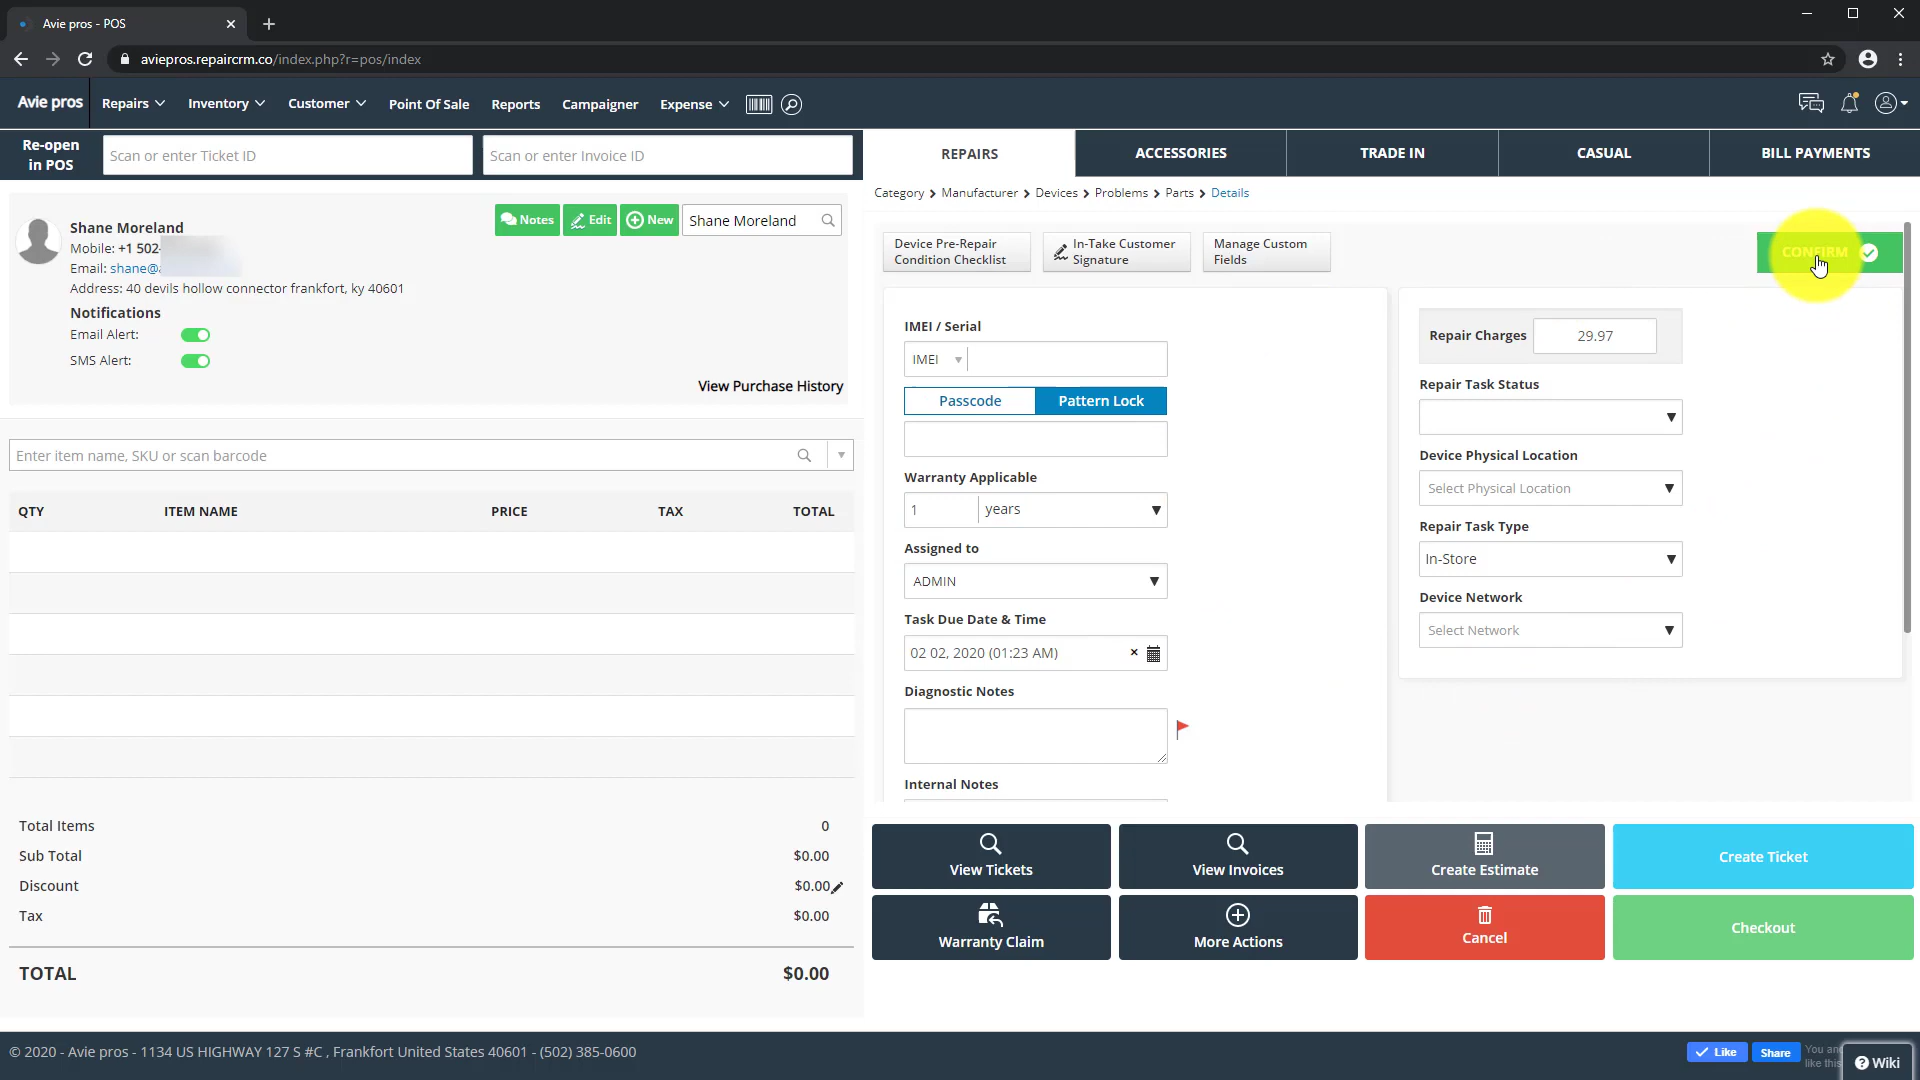 Avie pros - POS
aviepros.repaircrm.co/index.php?r=pos/index
Avie pros
Repairs
Inventory
Customer
Point Of Sale
Reports
Campaigner
Expense
Re-open
in POS
Scan or enter Ticket ID
Scan or enter Invoice ID
REPAIRS
ACCESSORIES
TRADE IN
CASUAL
BILL PAYMENTS
Category > Manufacturer > Devices > Problems > Parts > Details
Shane Moreland
Mobile: +1 502-
Email: shane@
Address: 40 devils hollow connector frankfort, ky 40601
Notifications
Email Alert:
SMS Alert:
Notes
Edit
New
Shane Moreland
View Purchase History
Enter item name, SKU or scan barcode
QTY ITEM NAME PRICE TAX TOTAL
Total Items 0
Sub Total $0.00
Discount $0.00
Tax $0.00
TOTAL $0.00
Device Pre-Repair
Condition Checklist
In-Take Customer
Signature
Manage Custom
Fields
CONFIRM
IMEI / Serial
IMEI
Passcode
Pattern Lock
Warranty Applicable
1 years
Assigned to
ADMIN
Task Due Date & Time
02 02, 2020 (01:23 AM)
Diagnostic Notes
Internal Notes
Repair Charges 29.97
Repair Task Status
Device Physical Location
Select Physical Location
Repair Task Type
In-Store
Device Network
Select Network
View Tickets
View Invoices
Create Estimate
Create Ticket
Warranty Claim
More Actions
Cancel
Checkout
© 2020 - Avie pros - 1134 US HIGHWAY 127 S #C , Frankfort United States 40601 - (502) 385-0600
Like
Share
You and
like this
Wiki